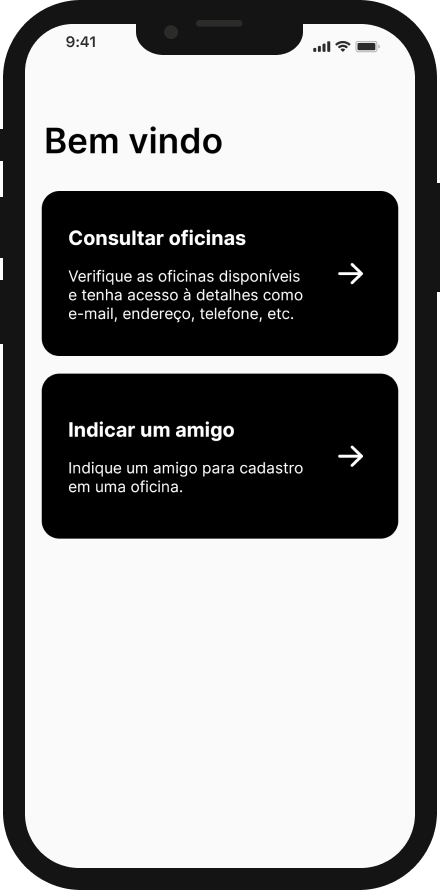 9:41
Bem vindo
Consultar oficinas
Verifique as oficinas disponíveis
e tenha acesso à detalhes como
e-mail, endereço, telefone, etc.
Indicar um amigo
Indique um amigo para cadastro
em uma oficina.